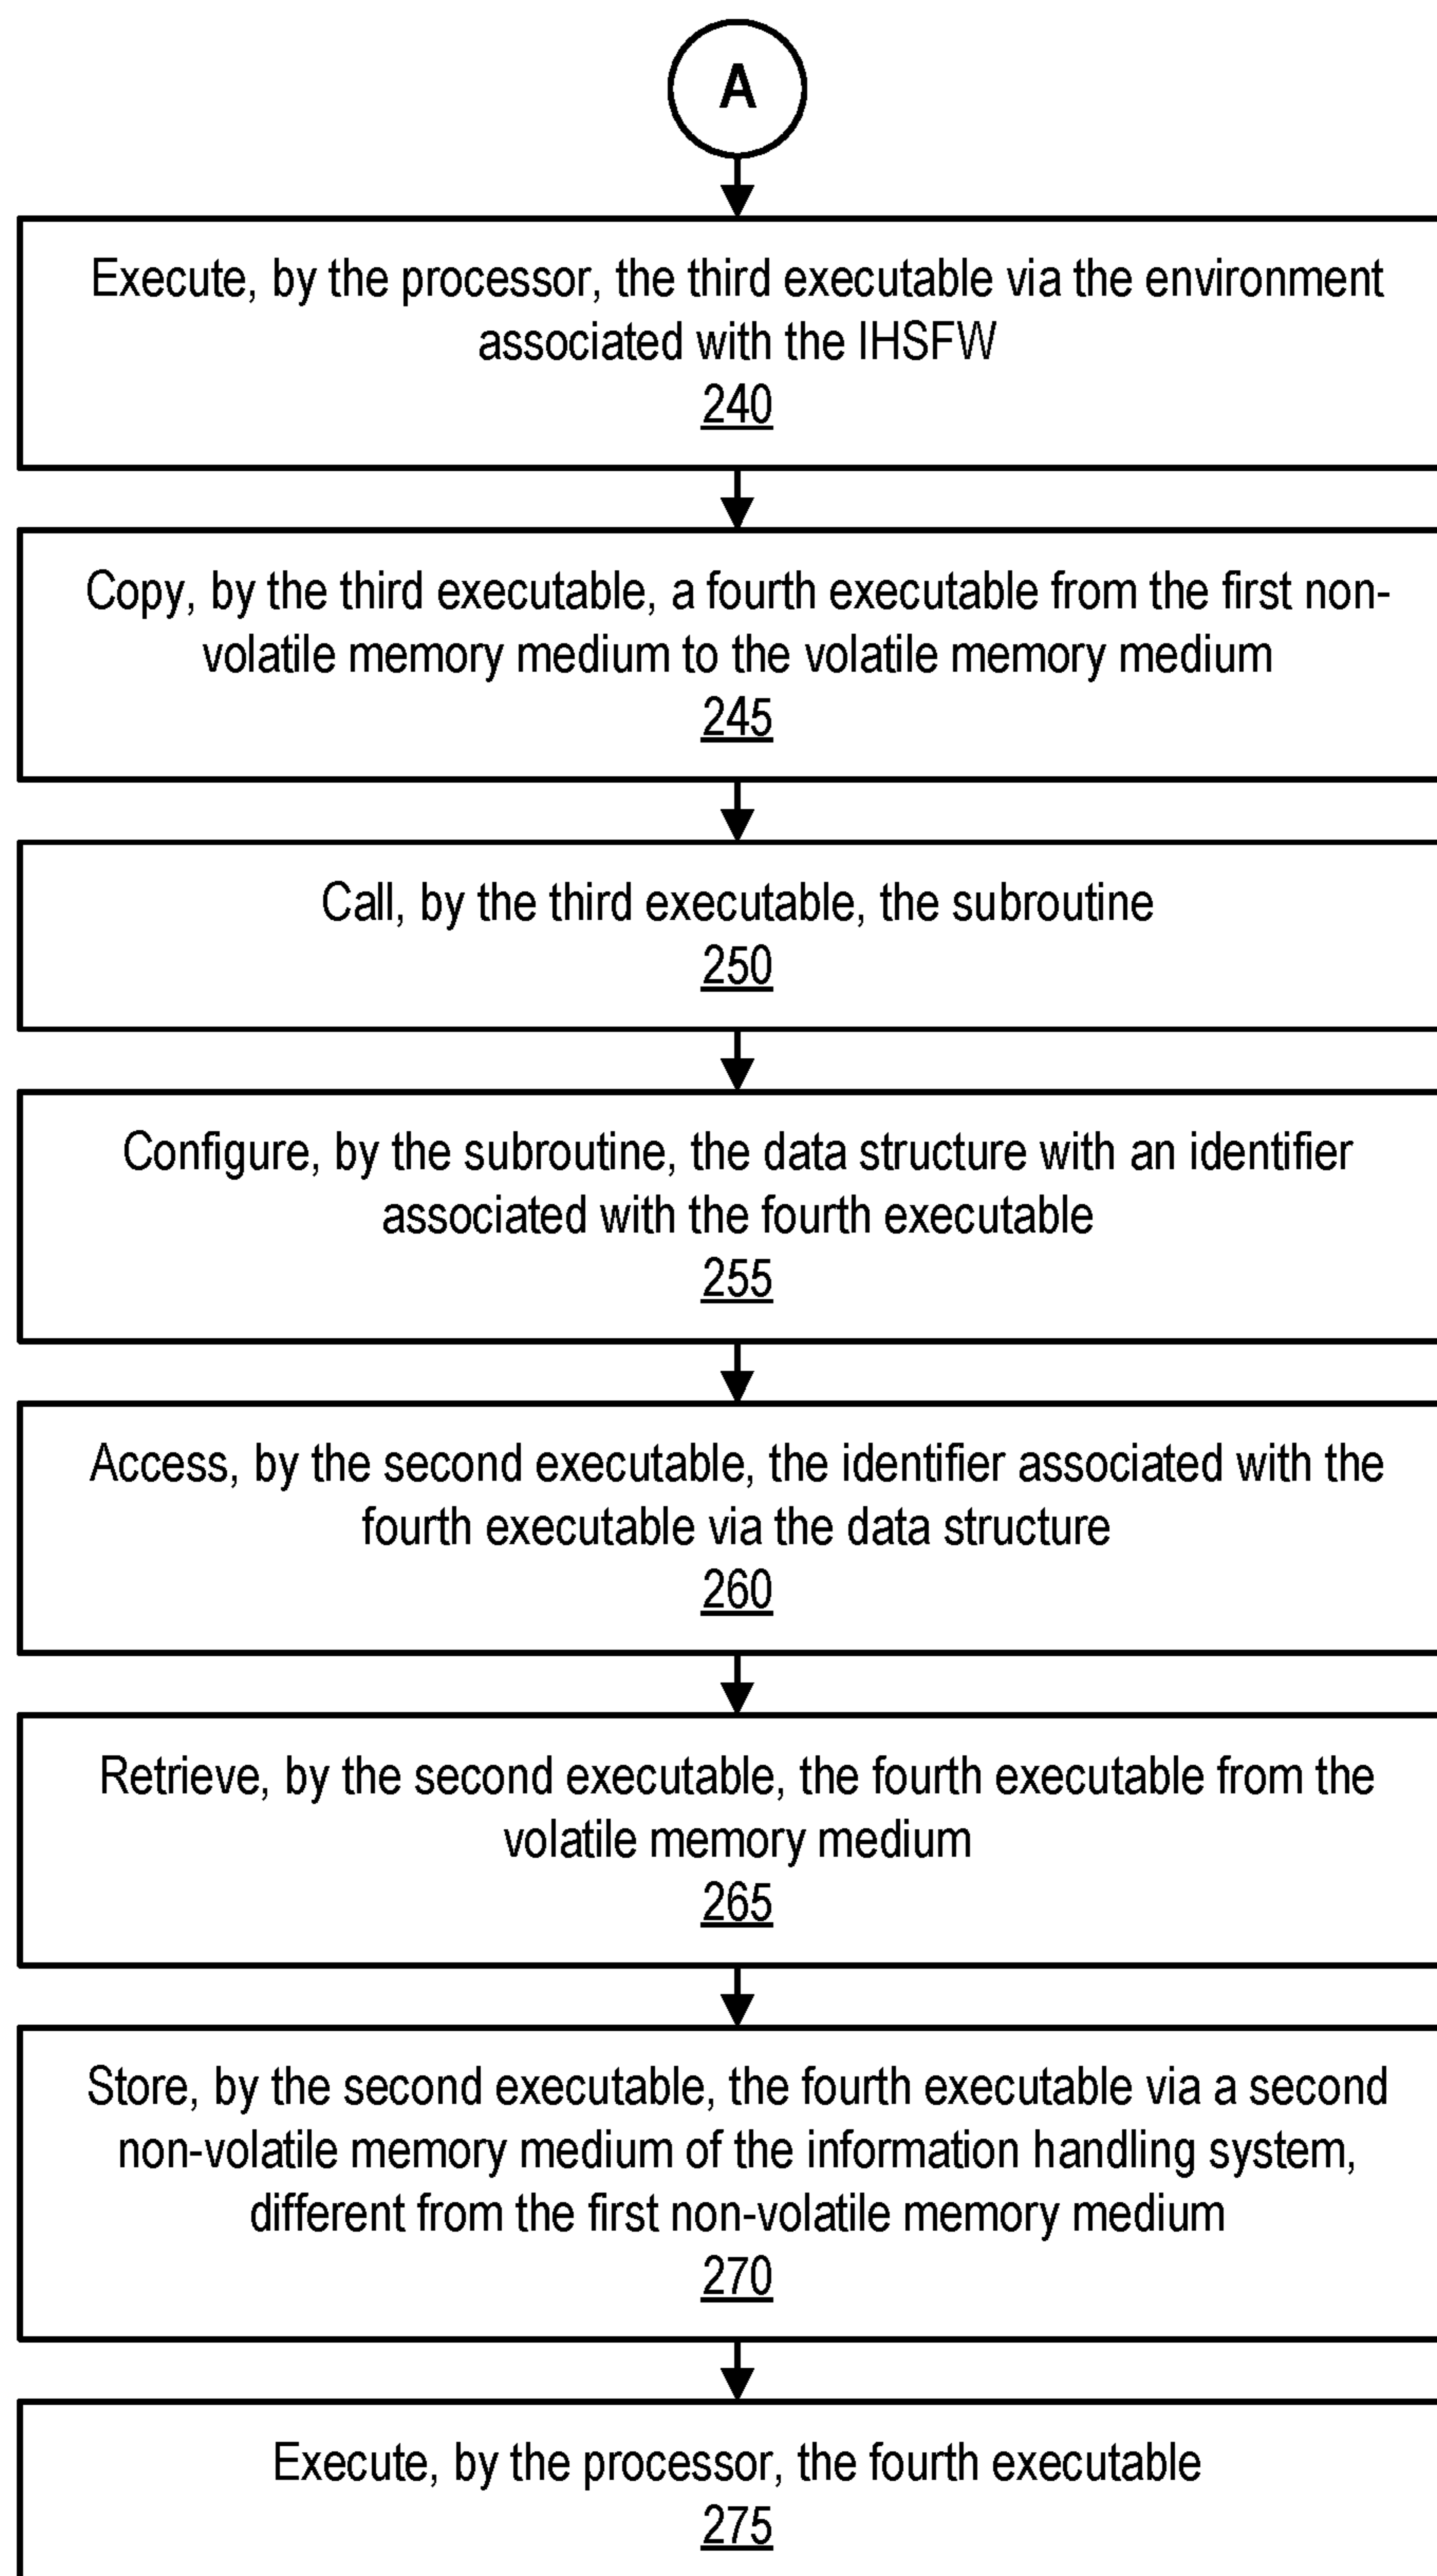 A
Execute, by the processor, the third executable via the environment
associated with the IHSFW
240
Copy, by the third executable, a fourth executable from the first non-
volatile memory medium to the volatile memory medium
245
Call, by the third executable, the subroutine
250
Configure, by the subroutine, the data structure with an identifier
associated with the fourth executable
255
Access, by the second executable, the identifier associated with the
fourth executable via the data structure
260
Retrieve, by the second executable, the fourth executable from the
volatile memory medium
265
Store, by the second executable, the fourth executable via a second
non-volatile memory medium of the information handling system,
different from the first non-volatile memory medium
270
Execute, by the processor, the fourth executable
275